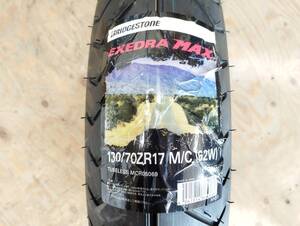 BRIDGESTONE
EXEDRA MAX
130/70ZR17 M/C (62W)
TUBELESS MCR05069